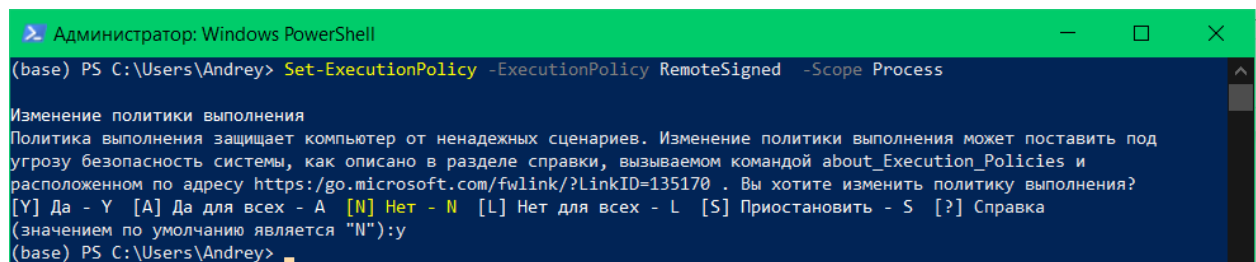 Администратор: Windows PowerShell
(base) PS C:\Users\Andrey> Set-ExecutionPolicy -ExecutionPolicy RemoteSigned  -Scope Process
Изменение политики выполнения
Политика выполнения защищает компьютер от ненадежных сценариев. Изменение политики выполнения может поставить под
угрозу безопасность системы, как описано в разделе справки, вызываемом командой about_Execution_Policies и
расположенном по адресу https:/go.microsoft.com/fwlink/?LinkID=135170 . Вы хотите изменить политику выполнения?
[Y] Да - Y  [A] Да для всех - A  [N] Нет - N  [L] Нет для всех - L  [S] Приостановить - S  [?] Справка
(значением по умолчанию является "N"):y
(base) PS C:\Users\Andrey>